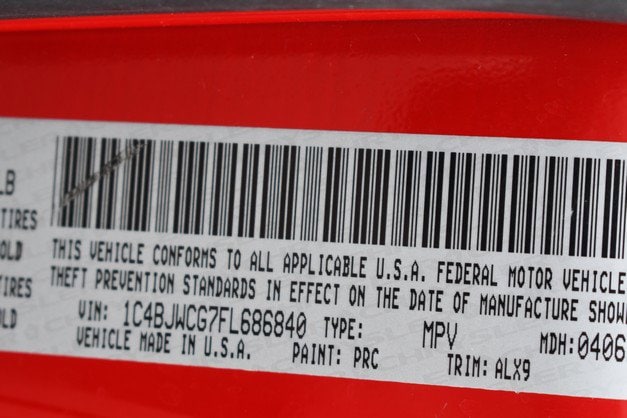 LB
TIRES
OLD
TIRES
OLD
THIS VEHICLE CONFORMS TO ALL APPLICABLE U.S.A. FEDERAL MOTOR VEHICLE
THEFT PREVENTION STANDARDS IN EFFECT ON THE DATE OF MANUFACTURE SHOW
VIN: 1C4BJWCG7FL686840 TYPE: MPV MDH:0406
VEHICLE MADE IN U.S.A. PAINT: PRC TRIM: ALX9